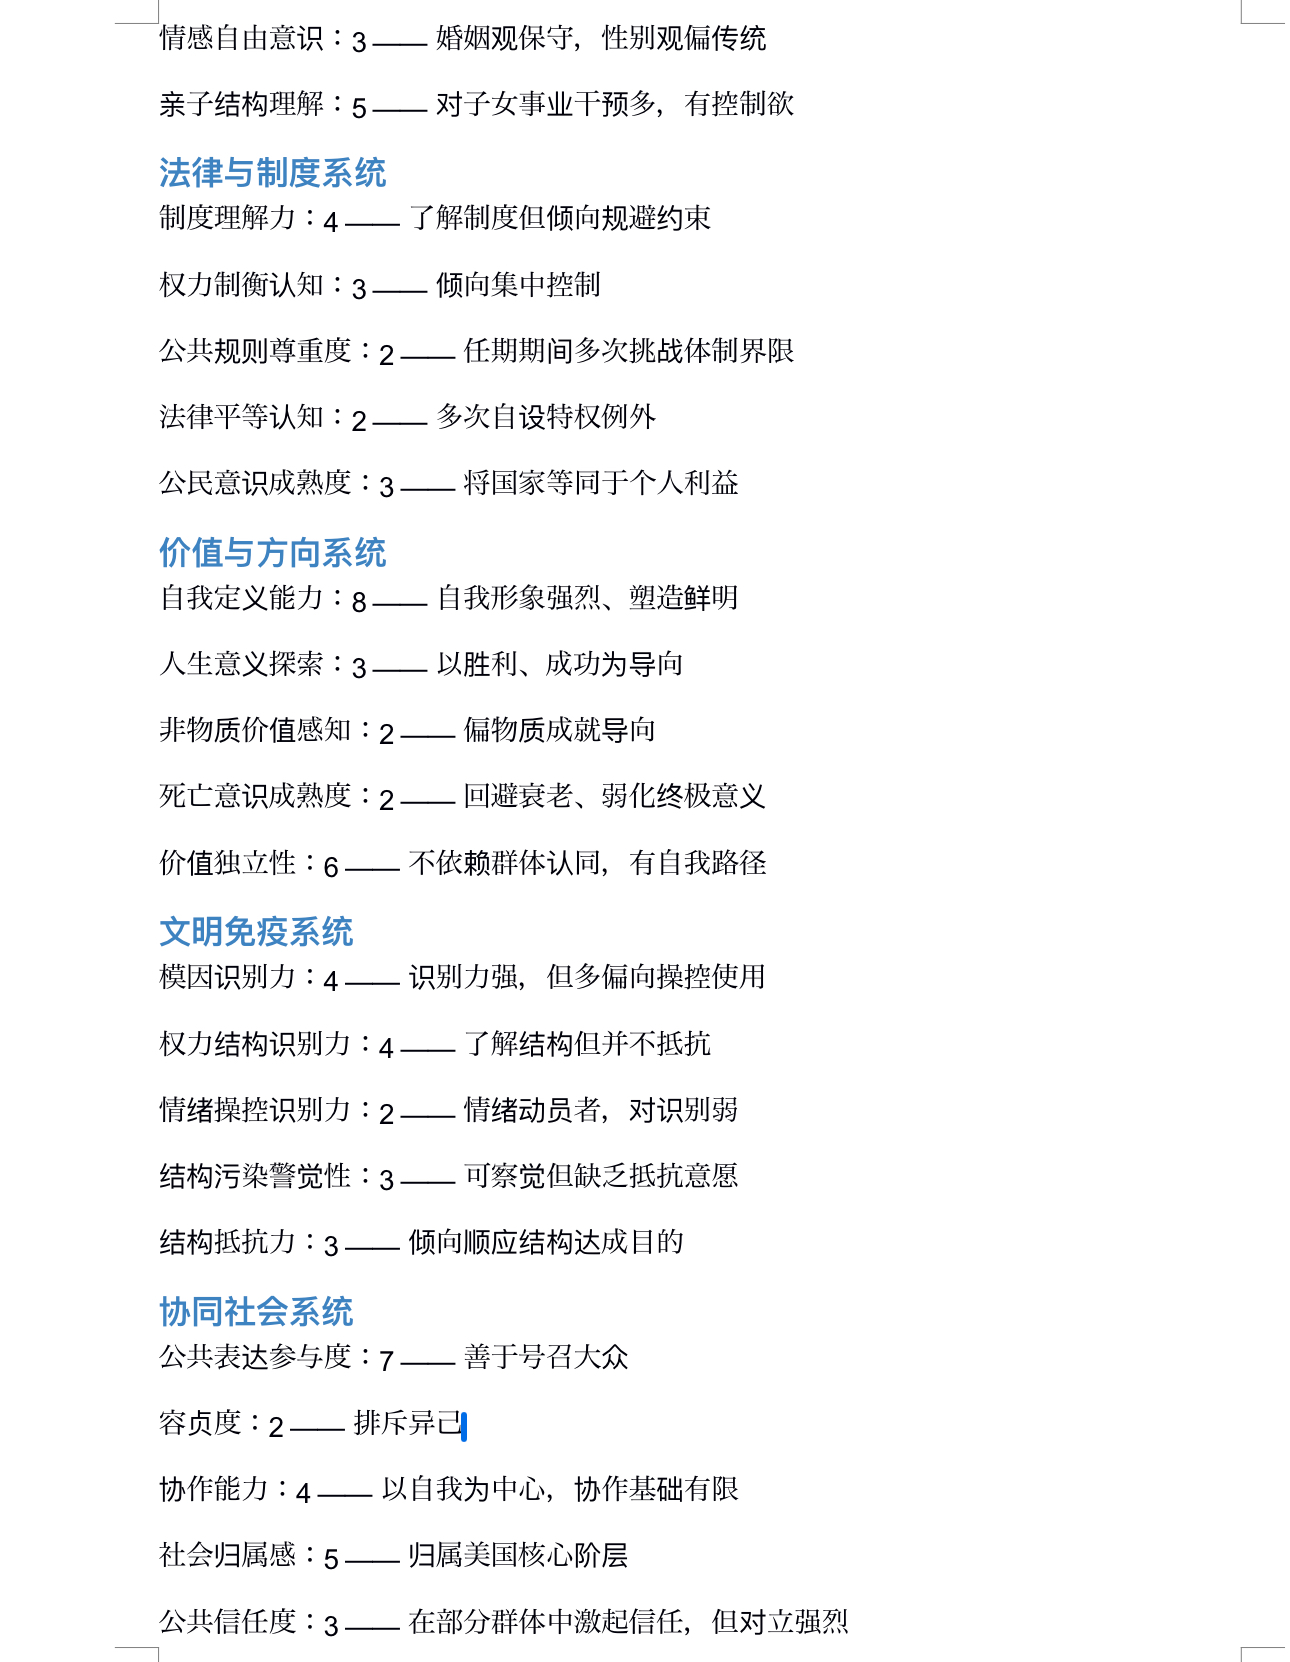 情感自由意识：3 —— 婚姻观保守，性别观偏传统
亲子结构理解：5 —— 对子女事业干预多，有控制欲
法律与制度系统
制度理解力：4 —— 了解制度但倾向规避约束
权力制衡认知：3 —— 倾向集中控制
公共规则尊重度：2 —— 任期期间多次挑战体制界限
法律平等认知：2 —— 多次自设特权例外
公民意识成熟度：3 —— 将国家等同于个人利益
价值与方向系统
自我定义能力：8 —— 自我形象强烈、塑造鲜明
人生意义探索：3 —— 以胜利、成功为导向
非物质价值感知：2 —— 偏物质成就导向
死亡意识成熟度：2 —— 回避衰老、弱化终极意义
价值独立性：6 —— 不依赖群体认同，有自我路径
文明免疫系统
模因识别力：4 —— 识别力强，但多偏向操控使用
权力结构识别力：4 —— 了解结构但并不抵抗
情绪操控识别力：2 —— 情绪动员者，对识别弱
结构污染警觉性：3 —— 可察觉但缺乏抵抗意愿
结构抵抗力：3 —— 倾向顺应结构达成目的
协同社会系统
公共表达参与度：7 —— 善于号召大众
容贞度：2 —— 排斥异己
协作能力：4 —— 以自我为中心，协作基础有限
社会归属感：5 —— 归属美国核心阶层
公共信任度：3 —— 在部分群体中激起信任，但对立强烈